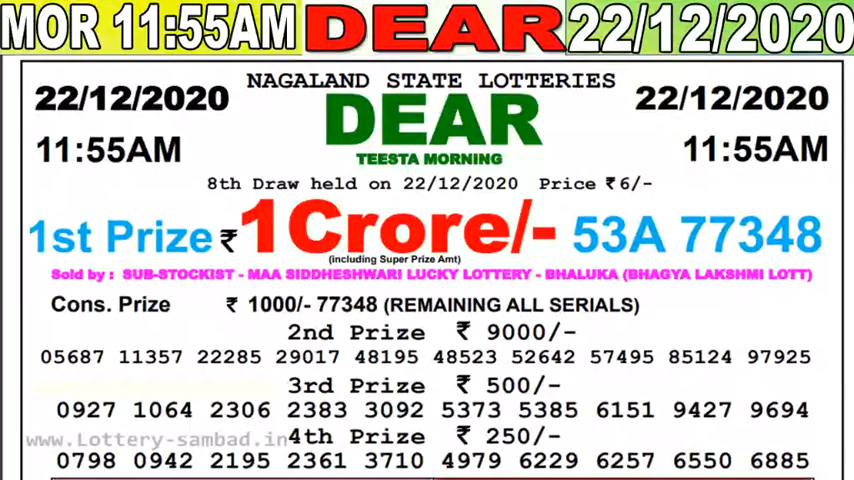 MOR 11:55AM DEAR 22/12/2020
NAGALAND STATE LOTTERIES
22/12/2020 DEAR 22/12/2020
TEESTA MORNING
11:55AM 11:55AM
8th Draw held on 22/12/2020 Price ₹6/-
1st Prize ₹ 1Crore/- 53A 77348
(including Super Prize Amt)
Sold by : SUB-STOCKIST - MAA SIDDHESHWARI LUCKY LOTTERY - BHALUKA (BHAGYA LAKSHMI LOTT)
Cons. Prize ₹ 1000/- 77348 (REMAINING ALL SERIALS)
2nd Prize ₹ 9000/-
05687 11357 22285 29017 48195 48523 52642 57495 85124 97925
3rd Prize ₹ 500/-
0927 1064 2306 2383 3092 5373 5385 6151 9427 9694
www.Lottery-sambad.in
4th Prize ₹ 250/-
0798 0942 2195 2361 3710 4979 6229 6257 6550 6885